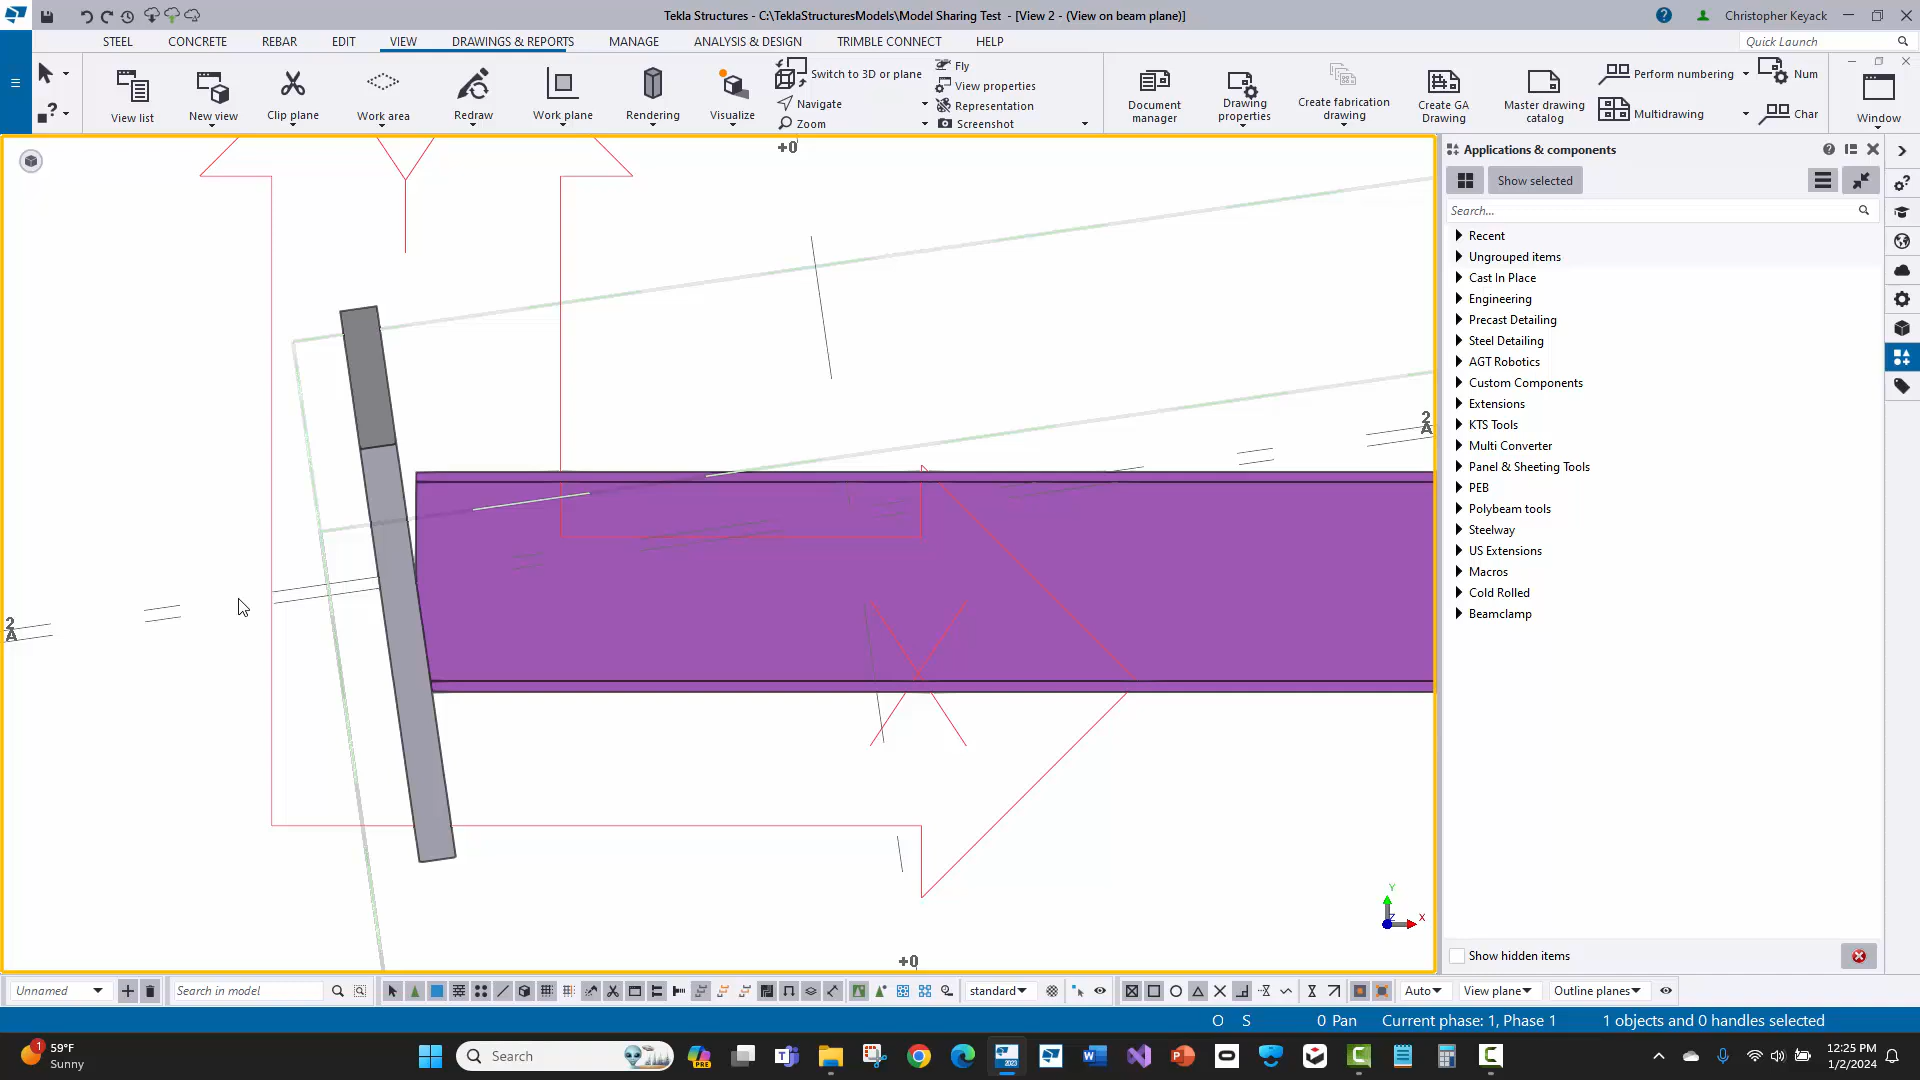 Tekla Structures - C:\TeklaStructuresModels\Model Sharing Test - [View 2 - (View on beam plane)]
Christopher Keyack
STEEL CONCRETE REBAR EDIT VIEW DRAWINGS & REPORTS MANAGE ANALYSIS & DESIGN TRIMBLE CONNECT HELP
Quick Launch
View list
New view
Clip plane
Work area
Redraw
Work plane
Rendering
Visualize
Switch to 3D or plane
Navigate
Zoom
Fly
View properties
Representation
Screenshot
Document manager
Drawing properties
Create fabrication drawing
Create GA Drawing
Master drawing catalog
Perform numbering
Multidrawing
Num
Char
Window
+0
2
A
2
A
+0
Y
X
Z
Applications & components
Show selected
Search...
Recent
Ungrouped items
Cast In Place
Engineering
Precast Detailing
Steel Detailing
AGT Robotics
Custom Components
Extensions
KTS Tools
Multi Converter
Panel & Sheeting Tools
PEB
Polybeam tools
Steelway
US Extensions
Macros
Cold Rolled
Beamclamp
Show hidden items
Unnamed
Search in model
standard
Auto
View plane
Outline planes
O S 0 Pan Current phase: 1, Phase 1 1 objects and 0 handles selected
1
59°F
Sunny
Search
PRE
12:25 PM
1/2/2024